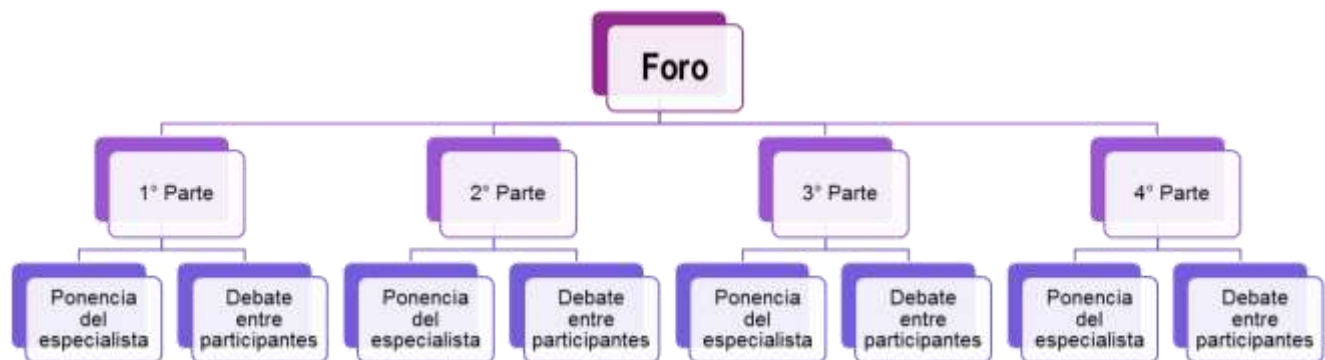 Foro
1° Parte
2° Parte
3° Parte
4° Parte
Ponencia
del
especialista
Debate
entre
participantes
Ponencia
del
especialista
Debate
entre
participantes
Ponencia
del
especialista
Debate
entre
participantes
Ponencia
del
especialista
Debate
entre
participantes